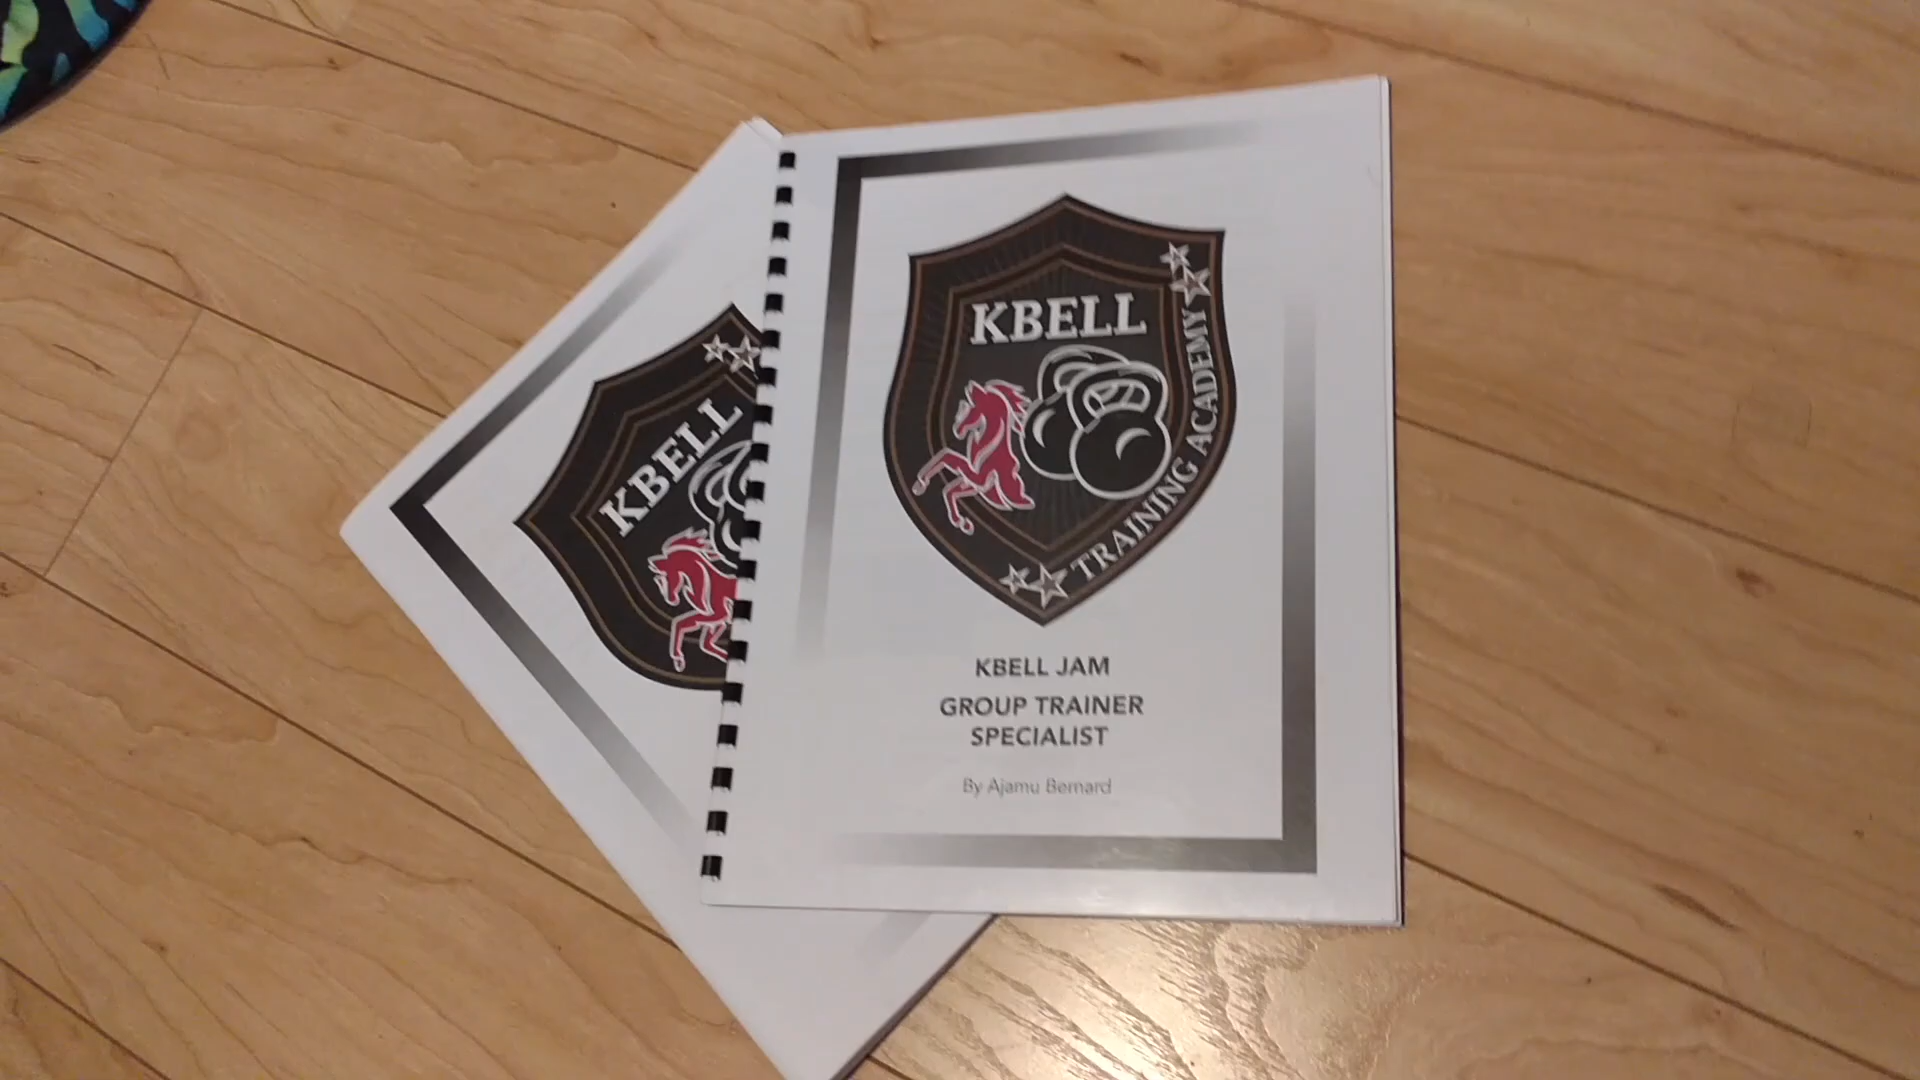 KBELL
KBELL
TRAINING ACADEMY
KBELL JAM
GROUP TRAINER
SPECIALIST
By Ajamu Bernard